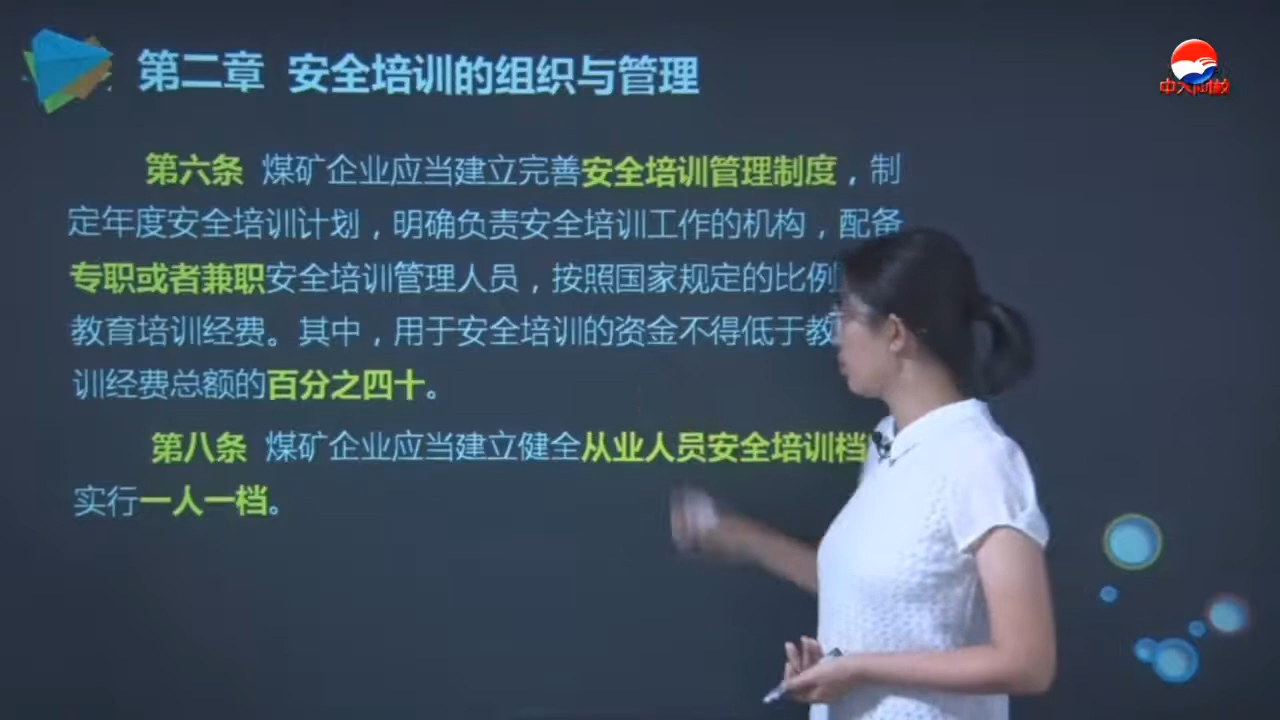 第二章 安全培训的组织与管理
中大网校
第六条 煤矿企业应当建立完善安全培训管理制度，制
定年度安全培训计划，明确负责安全培训工作的机构，配备
专职或者兼职安全培训管理人员，按照国家规定的比例
教育培训经费。其中，用于安全培训的资金不得低于教
训经费总额的百分之四十。
第八条 煤矿企业应当建立健全从业人员安全培训档
实行一人一档。